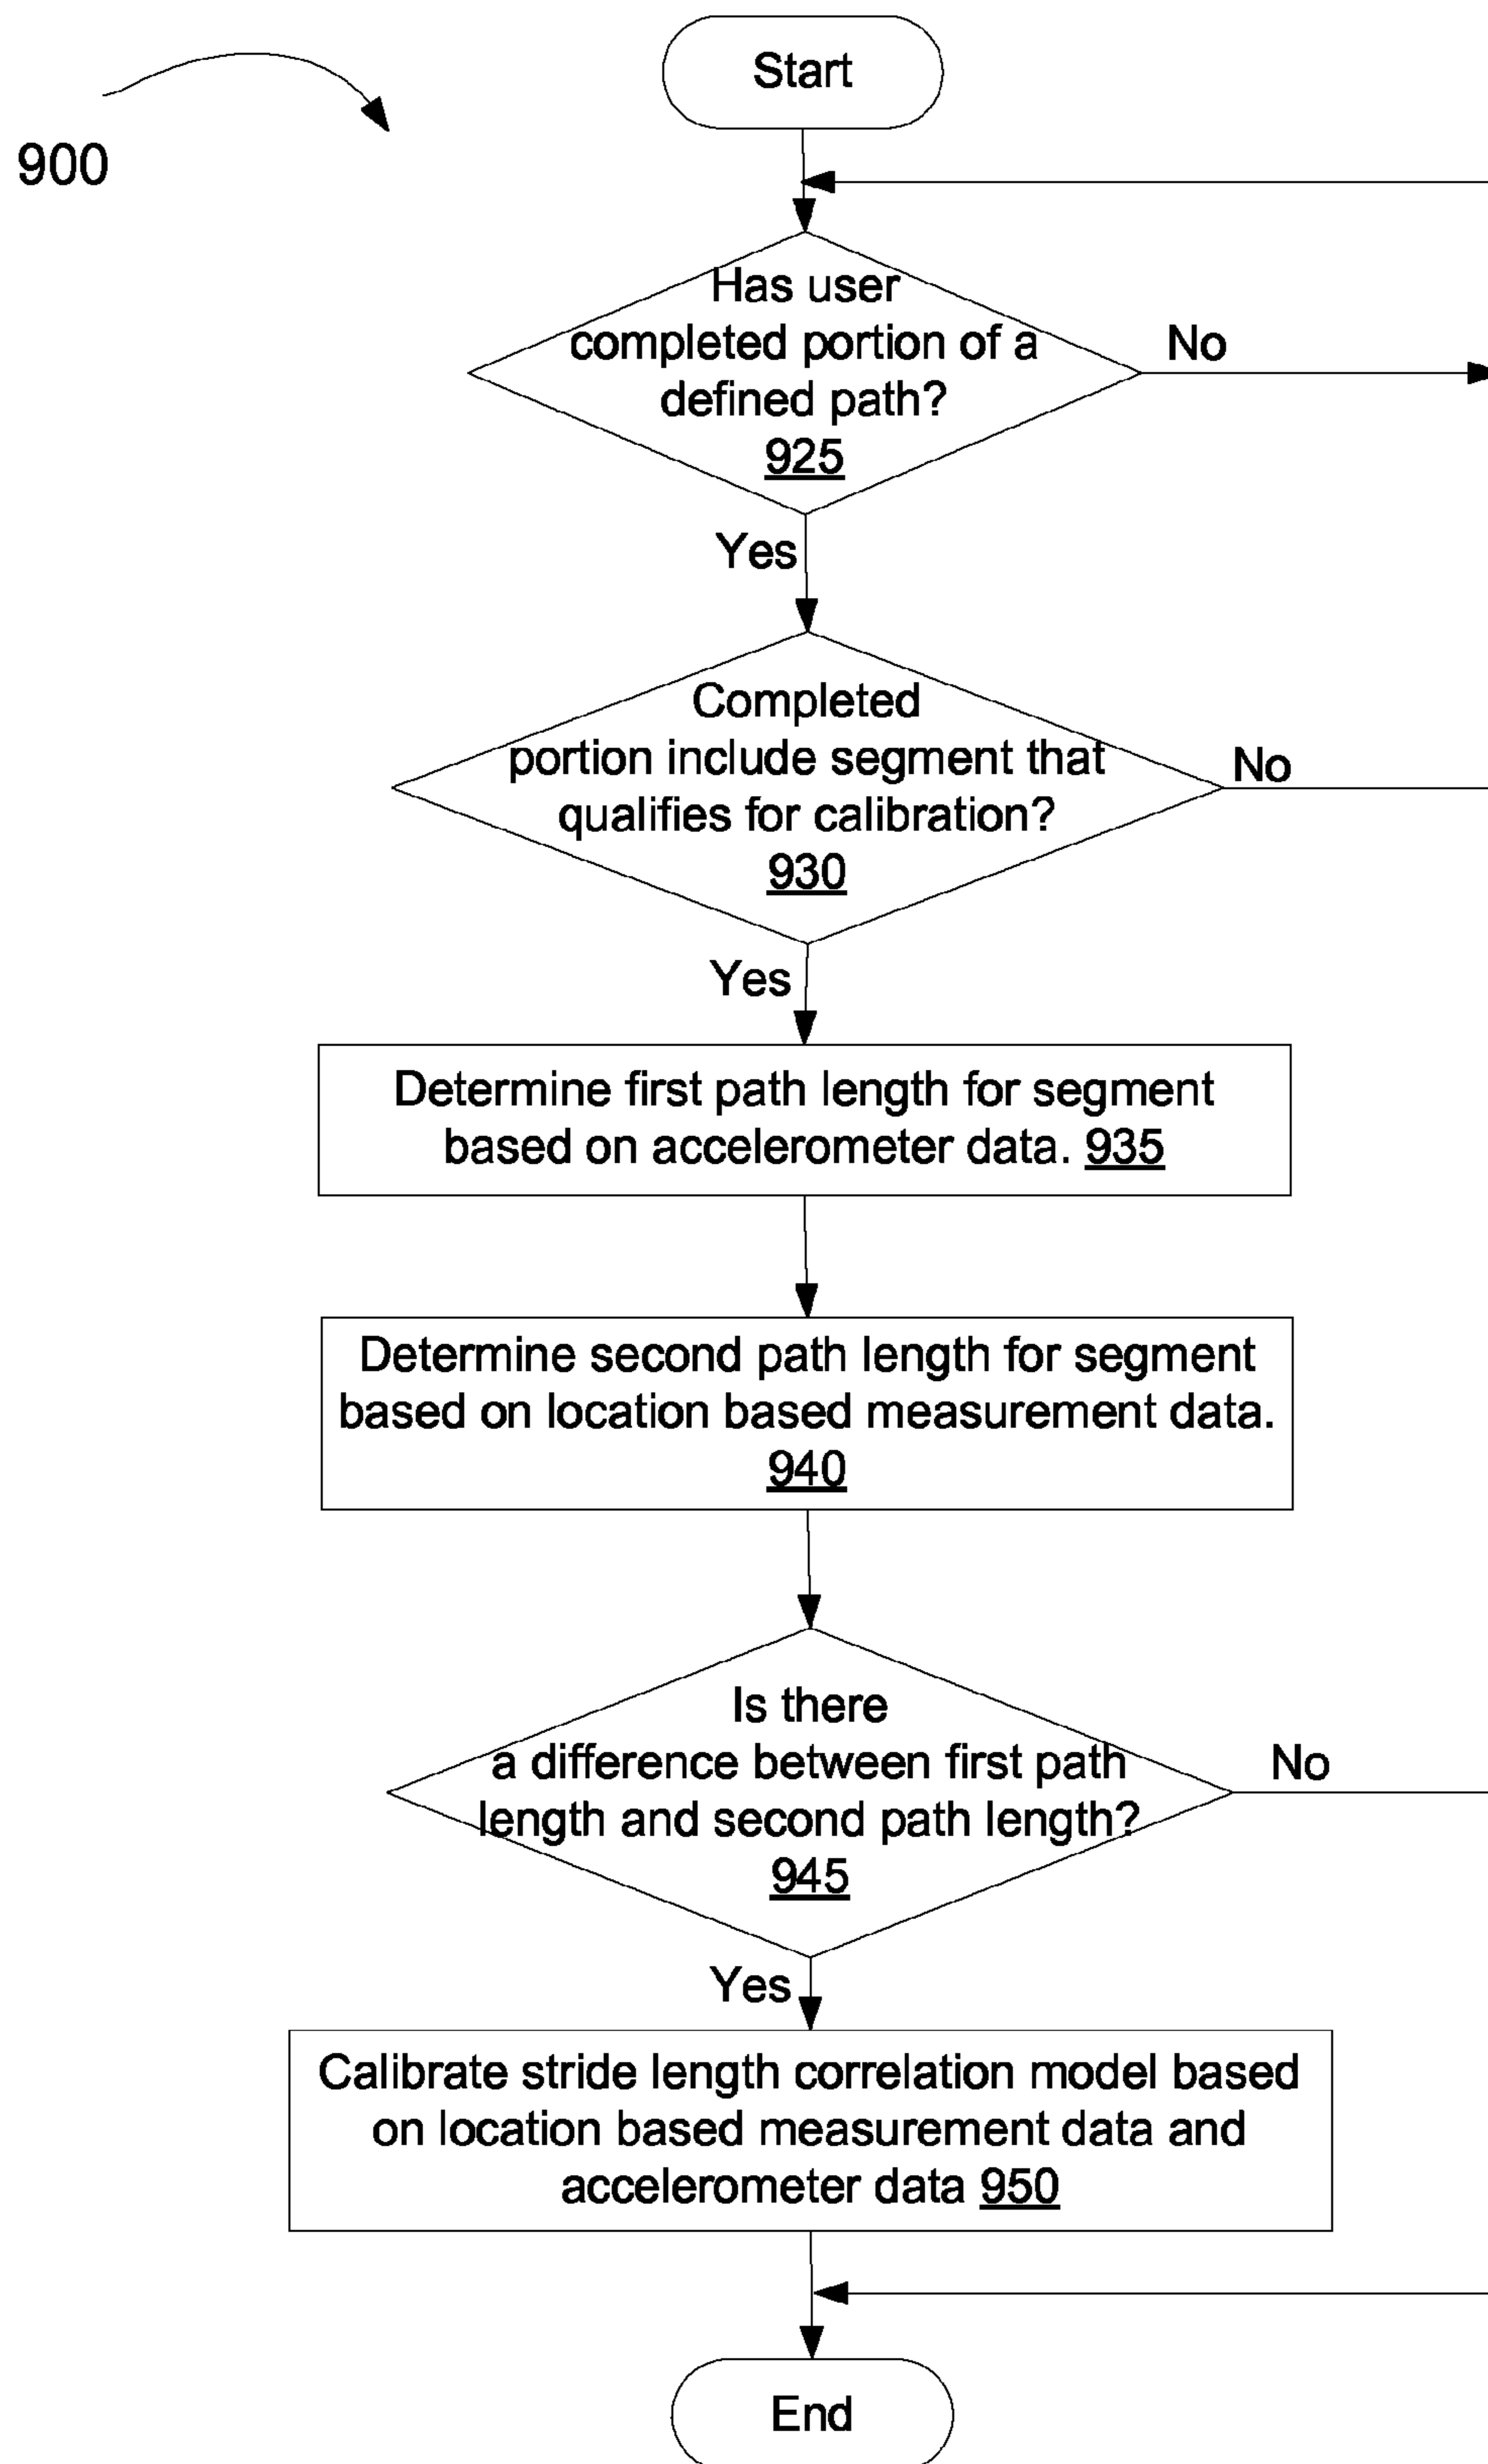 Start
900
Has user
completed portion of a
defined path?
925
No
Yes
Completed
portion include segment that
qualifies for calibration?
930
No
Yes
Determine first path length for segment
based on accelerometer data. 935
Determine second path length for segment
based on location based measurement data.
940
Is there
a difference between first path
length and second path length?
945
No
Yes
Calibrate stride length correlation model based
on location based measurement data and
accelerometer data 950
End